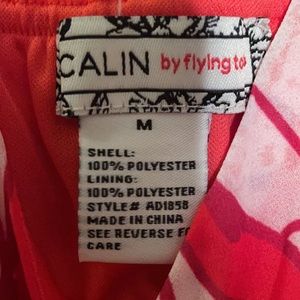 CALIN by flying to
M
SHELL:
100% POLYESTER
LINING:
100% POLYESTER
STYLE# AD1858
MADE IN CHINA
SEE REVERSE F
CARE